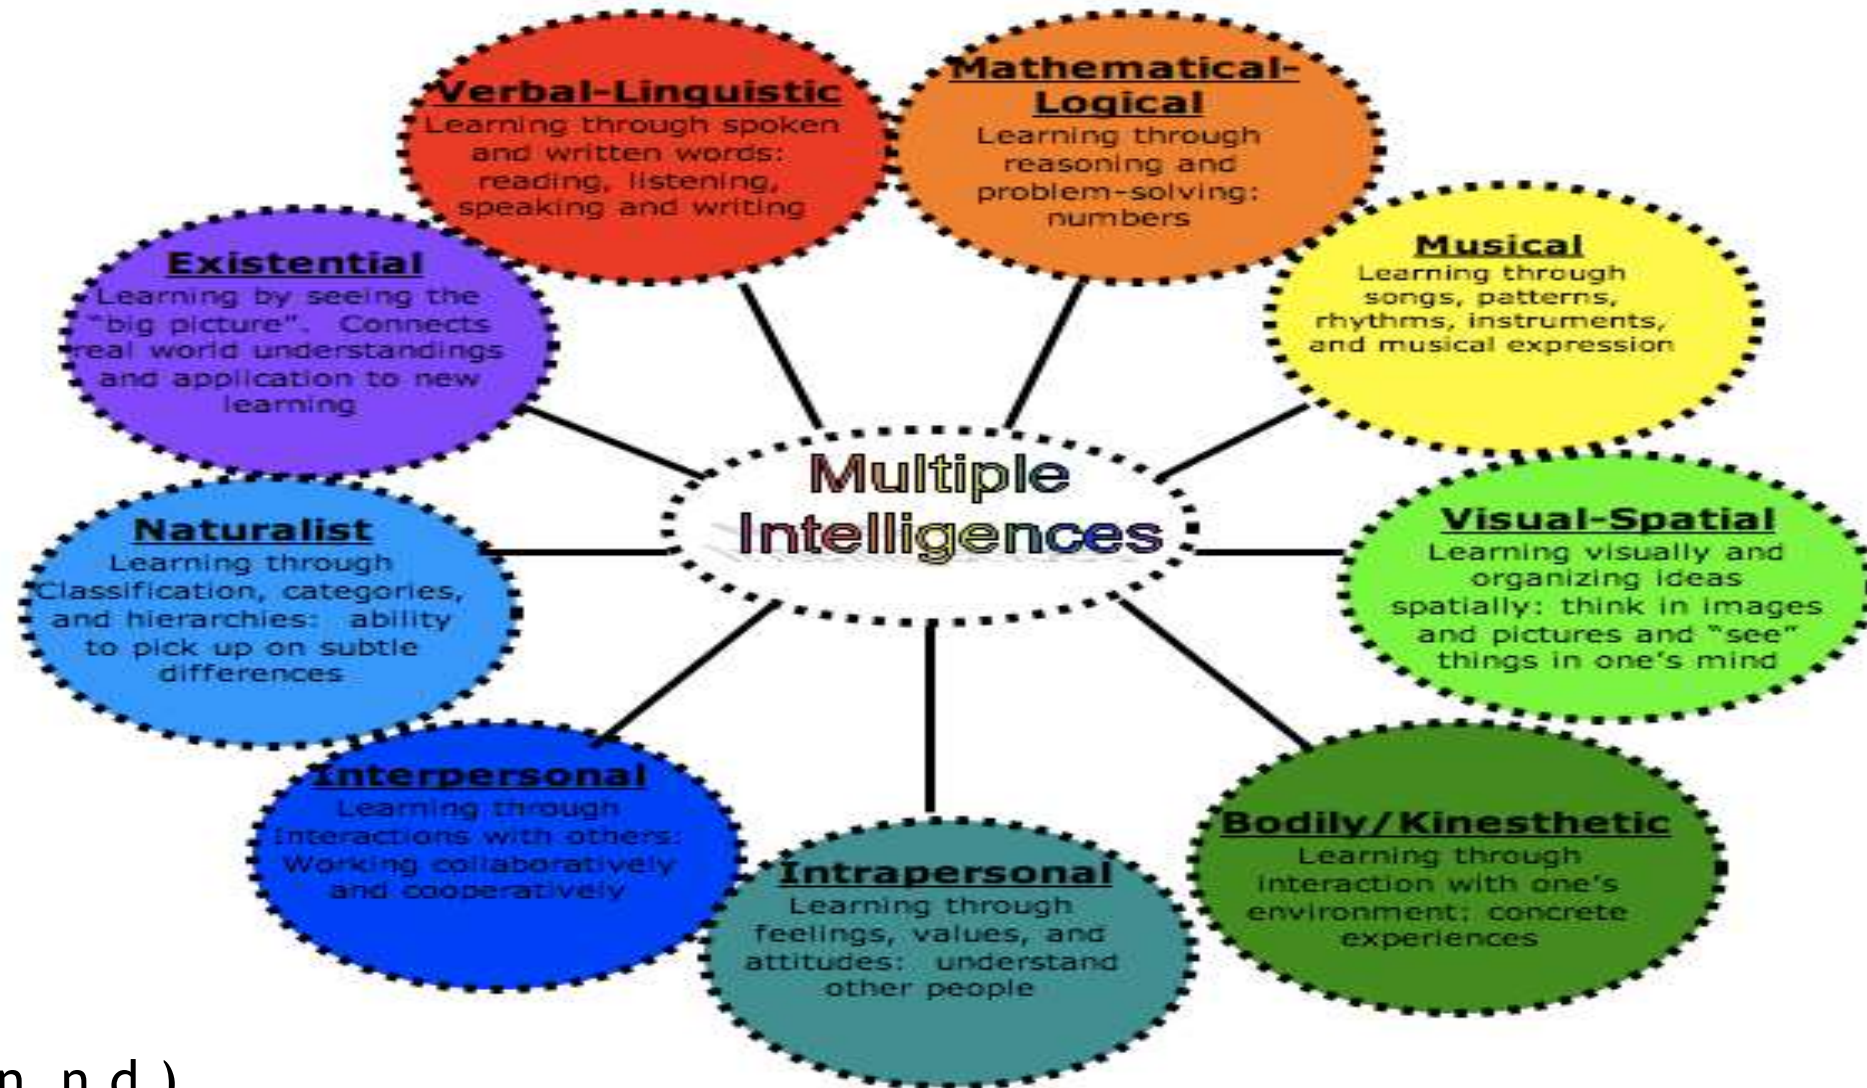 Verbal-Linguistic
Learning through spoken
and written words:
reading, listening,
speaking and writing
Mathematical-
Logical
Learning through
reasoning and
problem-solving:
numbers
Musical
Learning through
songs, patterns,
rhythms, instruments,
and musical expression
Existential
Learning by seeing the
“big picture”. Connects
real world understandings
and application to new
learning
Multiple
Intelligences
Visual-Spatial
Learning visually and
organizing ideas
spatially: think in images
and pictures and “see”
things in one’s mind
Naturalist
Learning through
Classification, categories,
and hierarchies: ability
to pick up on subtle
differences
Interpersonal
Learning through
Interactions with others:
Working collaboratively
and cooperatively
Intrapersonal
Learning through
feelings, values, and
attitudes: understand
other people
Bodily/Kinesthetic
Learning through
interaction with one’s
environment: concrete
experiences
n, n.d.)